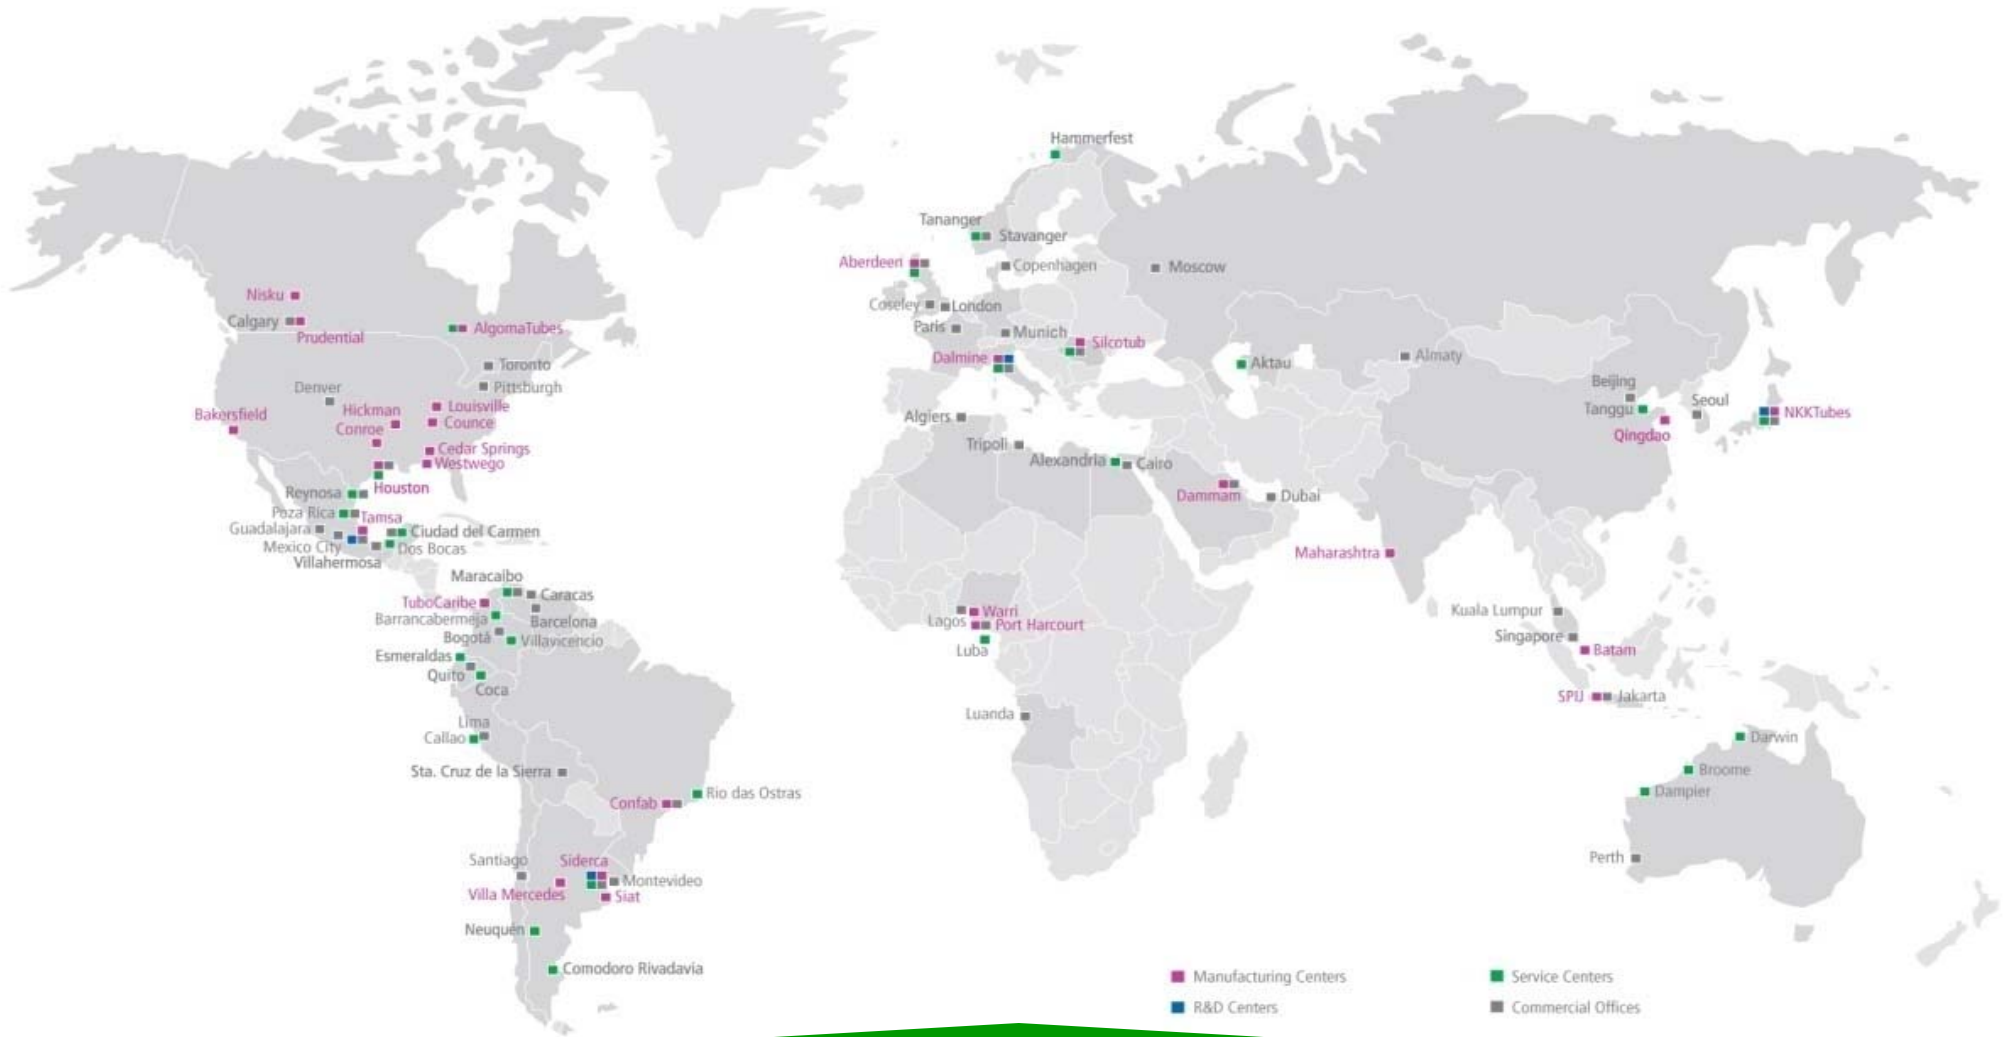 Hammerfest
Tananger
Stavanger
Aberdeen
Copenhagen
Moscow
Nisku
Coseley
London
Calgary
Prudential
AlgomaTubes
Paris
Munich
Silcotub
Dalmine
Almaty
Aktau
Toronto
Denver
Pittsburgh
Beijing
Tanggu
Seoul
NKKTubes
Qingdao
Bakersfield
Hickman
Louisville
Conroe
Counce
Algiers
Cedar Springs
Westwego
Tripoli
Alexandria
Cairo
Houston
Reynosa
Dammam
Dubai
Poza Rica
Tamsa
Guadalajara
Ciudad del Carmen
Mexico City
Dos Bocas
Villahermosa
Maharashtra
Maracaibo
Caracas
TuboCaribe
Barrancabermeja
Barcelona
Lagos
Warri
Port Harcourt
Kuala Lumpur
Bogotá
Villavicencio
Singapore
Luba
Batam
Esmeraldas
Quito
Coca
SPIJ
Jakarta
Luanda
Lima
Callao
Darwin
Sta. Cruz de la Sierra
Broome
Confab
Rio das Ostras
Dampier
Santiago
Siderca
Perth
Montevideo
Villa Mercedes
Siat
Neuquén
Comodoro Rivadavia
Manufacturing Centers
Service Centers
R&D Centers
Commercial Offices